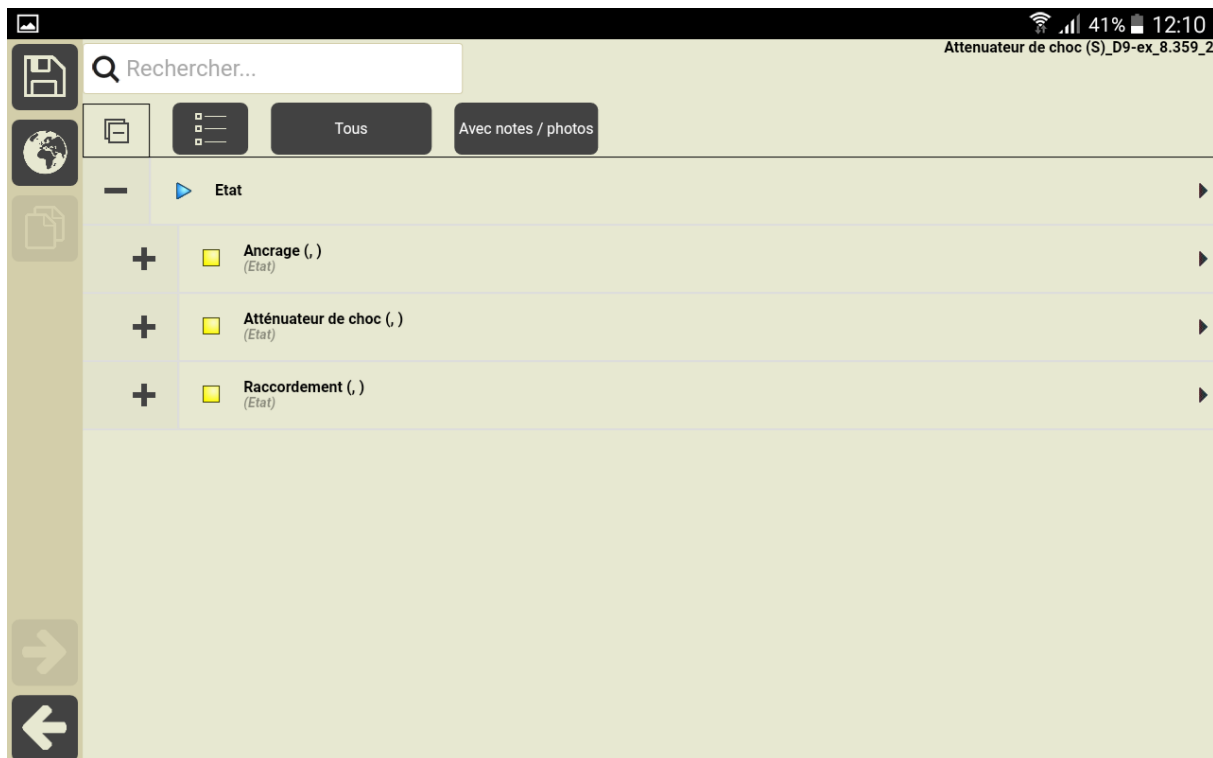 41% 12:10
Attenuateur de choc (S)_D9-ex_8.359_2
Rechercher...
Tous
Avec notes / photos
Etat
Ancrage (, )
(Etat)
Atténuateur de choc (, )
(Etat)
Raccordement (, )
(Etat)